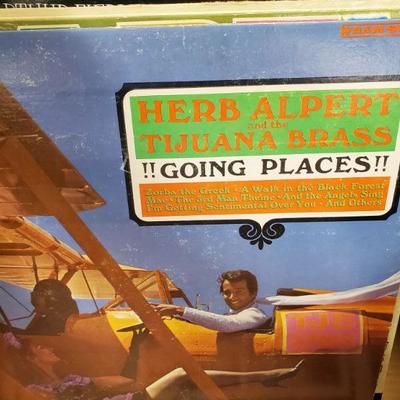 HERB ALPERT
and the
TIJUANA BRASS
!!GOING PLACES!!
Zorba the Greek • A Walk in the Black Forest
Mae • The 3rd Man Theme • And the Angels Sing
I'm Getting Sentimental Over You • And Others